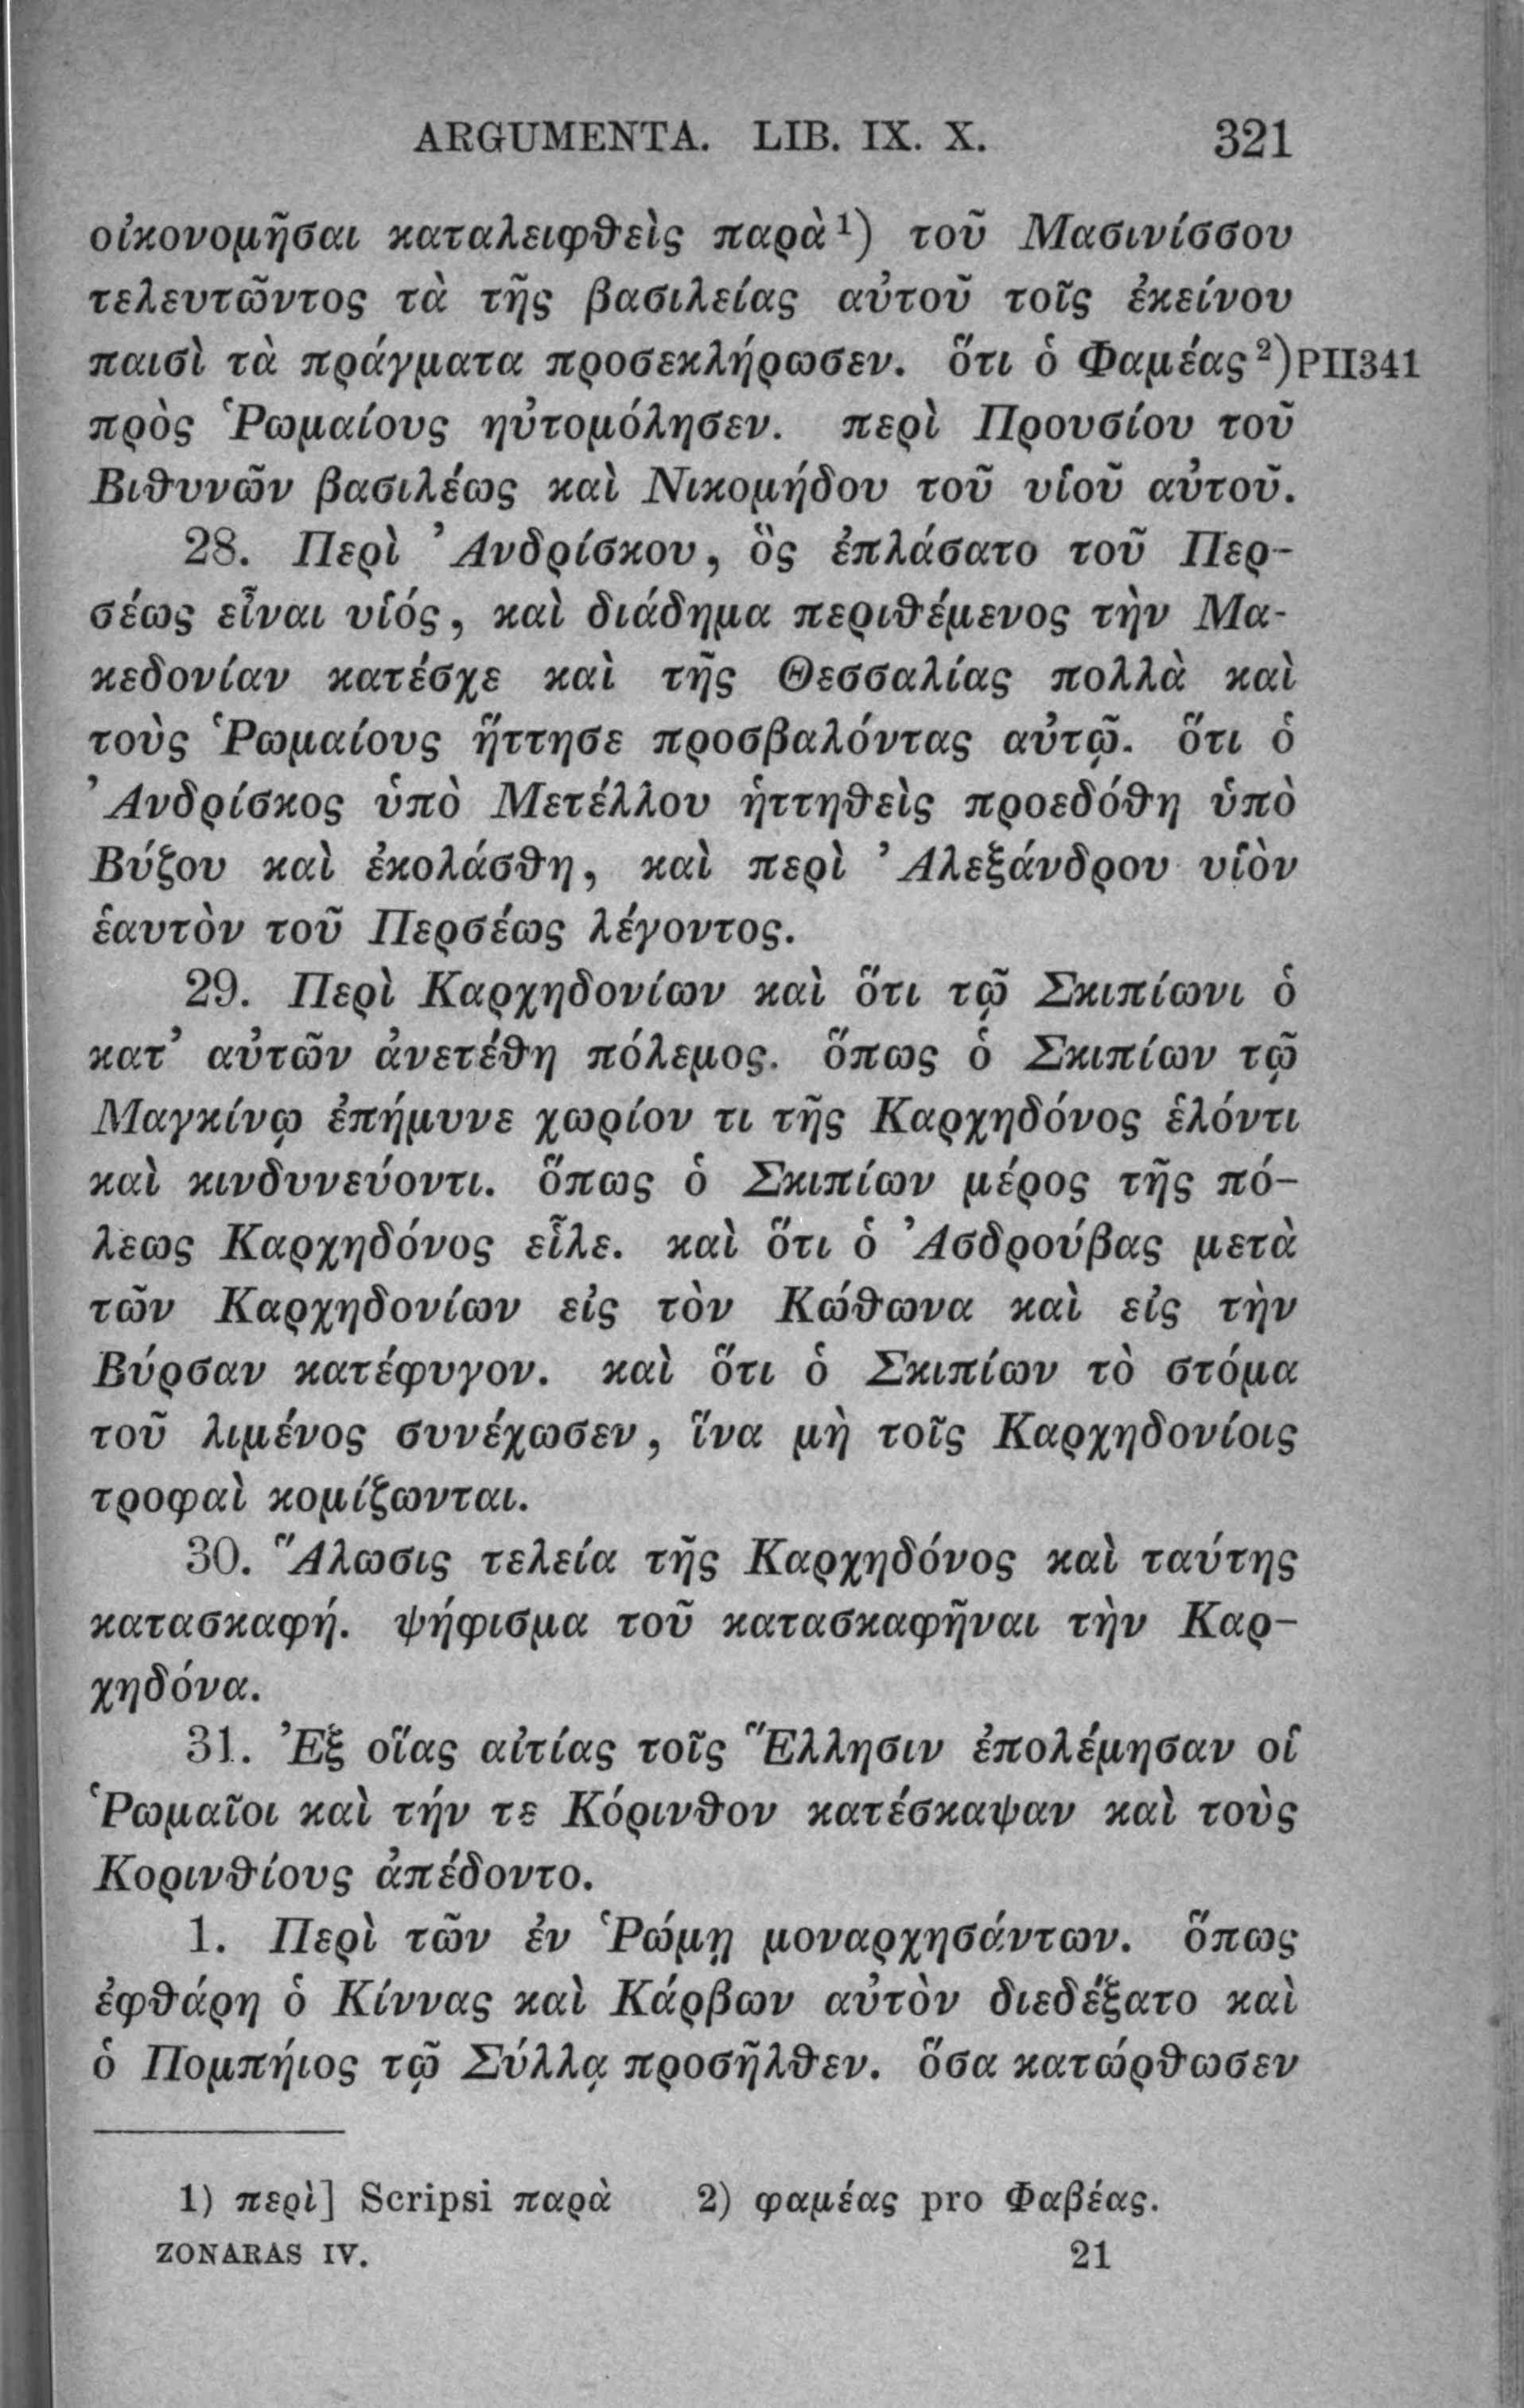 ARGUMENTA. LIB. IX. X. 321
οἰκονομῆσαι καταλειφθεὶς παρὰ¹) τοῦ Μασινίσσου
τελευτῶντος τὰ τῆς βασιλείας αὐτοῦ τοῖς ἐκείνου
παισὶ τὰ πράγματα προσεκλήρωσεν. ὅτι ὁ Φαμέας²) PII341
πρὸς Ῥωμαίους ηὐτομόλησεν. περὶ Προυσίου τοῦ
Βιθυνῶν βασιλέως καὶ Νικομήδου τοῦ υἱοῦ αὐτοῦ.
28. Περὶ Ἀνδρίσκου, ὃς ἐπλάσατο τοῦ Περ-
σέως εἶναι υἱός, καὶ διάδημα περιθέμενος τὴν Μα-
κεδονίαν κατέσχε καὶ τῆς Θεσσαλίας πολλὰ καὶ
τοὺς Ῥωμαίους ἥττησε προσβαλόντας αὐτῷ. ὅτι ὁ
Ἀνδρίσκος ὑπὸ Μετέλλου ἡττηθεὶς προεδόθη ὑπὸ
Βύζου καὶ ἐκολάσθη, καὶ περὶ Ἀλεξάνδρου υἱὸν
ἑαυτὸν τοῦ Περσέως λέγοντος.
29. Περὶ Καρχηδονίων καὶ ὅτι τῷ Σκιπίωνι ὁ
κατ’ αὐτῶν ἀνετέθη πόλεμος. ὅπως ὁ Σκιπίων τῷ
Μαγκίνῳ ἐπήμυνε χωρίον τι τῆς Καρχηδόνος ἑλόντι
καὶ κινδυνεύοντι. ὅπως ὁ Σκιπίων μέρος τῆς πό-
λεως Καρχηδόνος εἷλε. καὶ ὅτι ὁ Ἀσδρούβας μετὰ
τῶν Καρχηδονίων εἰς τὸν Κώθωνα καὶ εἰς τὴν
Βύρσαν κατέφυγον. καὶ ὅτι ὁ Σκιπίων τὸ στόμα
τοῦ λιμένος συνέχωσεν, ἵνα μὴ τοῖς Καρχηδονίοις
τροφαὶ κομίζωνται.
30. Ἅλωσις τελεία τῆς Καρχηδόνος καὶ ταύτης
κατασκαφή. ψήφισμα τοῦ κατασκαφῆναι τὴν Καρ-
χηδόνα.
31. Ἐξ οἵας αἰτίας τοῖς Ἕλλησιν ἐπολέμησαν οἱ
Ῥωμαῖοι καὶ τήν τε Κόρινθον κατέσκαψαν καὶ τοὺς
Κορινθίους ἀπέδοντο.
1. Περὶ τῶν ἐν Ῥώμῃ μοναρχησάντων. ὅπως
ἐφθάρη ὁ Κίννας καὶ Κάρβων αὐτὸν διεδέξατο καὶ
ὁ Πομπήιος τῷ Σύλλᾳ προσῆλθεν. ὅσα κατώρθωσεν
1) περὶ] Scripsi παρὰ 2) φαμέας pro Φαβέας.
ZONARAS IV. 21